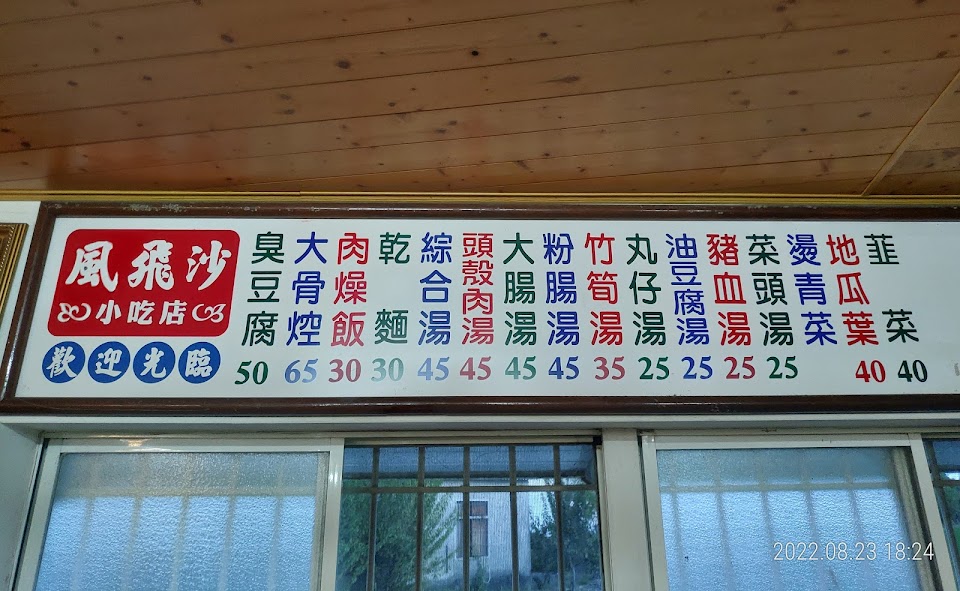 風飛沙
小吃店
歡迎光臨
臭豆腐 50
大骨焢 65
肉燥飯 30
乾麵 30
綜合湯 45
頭殼肉湯 45
大腸湯 45
粉腸湯 45
竹筍湯 35
丸仔湯 25
油豆腐湯 25
豬血湯 25
菜頭湯 25
燙青菜
地瓜葉 40
韭菜 40
2022.08.23 18:24